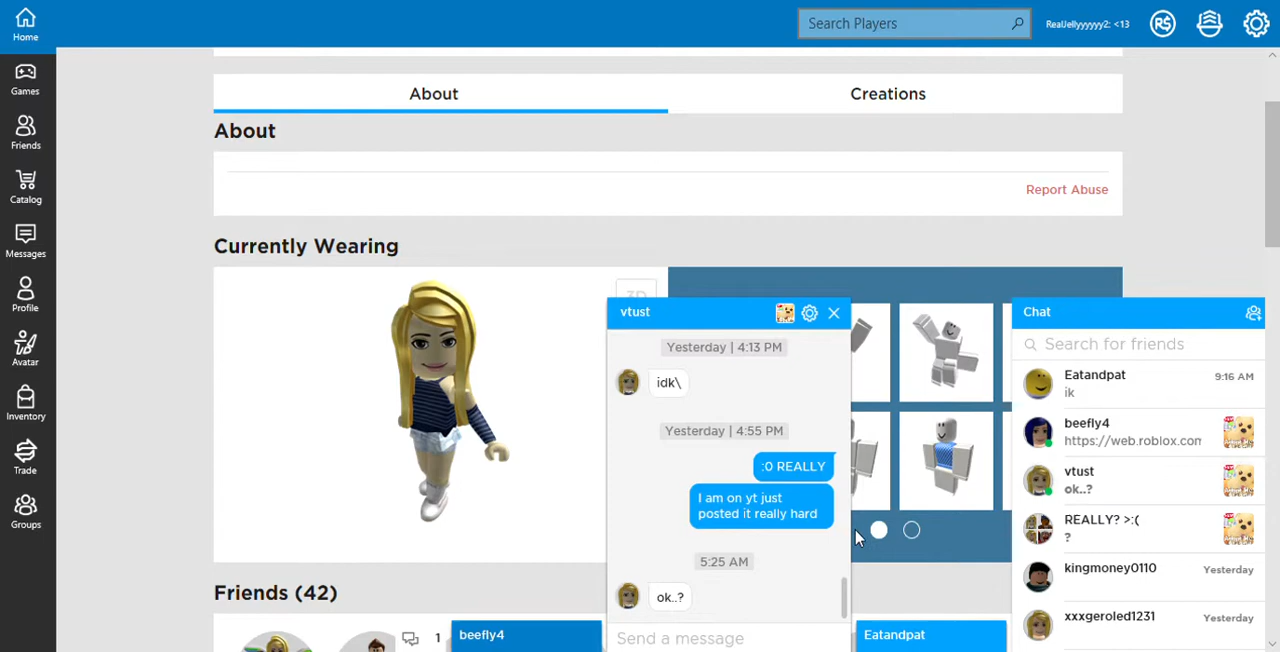 Home
Search Players
RealJellyyyyyy2: <13
R$
Games
Friends
Catalog
Messages
Profile
Avatar
Inventory
Trade
Groups
About
Creations
About
Report Abuse
Currently Wearing
3D
Friends (42)
1
beefly4
Eatandpat
vtust
Yesterday | 4:13 PM
idk\
Yesterday | 4:55 PM
:0 REALLY
I am on yt just
posted it really hard
5:25 AM
ok..?
Send a message
Chat
Search for friends
Eatandpat
9:16 AM
ik
beefly4
https://web.roblox.com
vtust
ok..?
REALLY? >:(
?
kingmoney0110
Yesterday
xxxgeroled1231
Yesterday